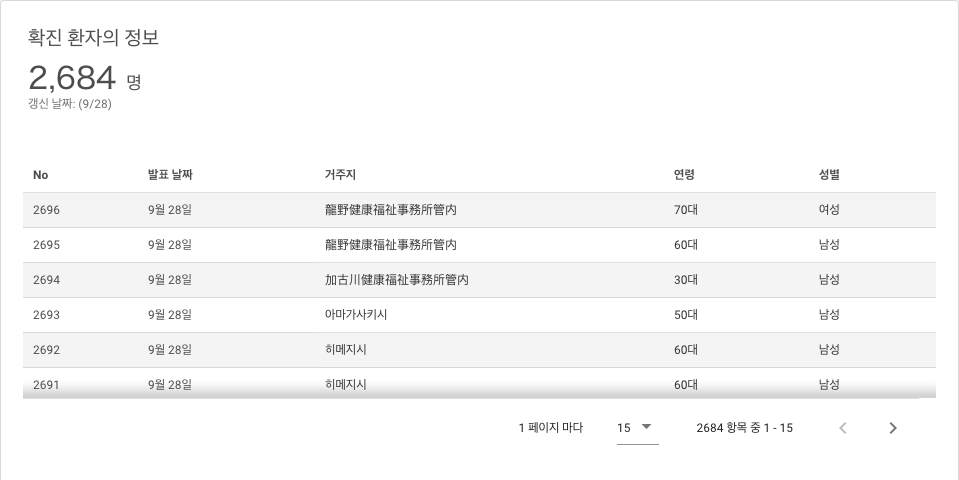 확진 환자의 정보
2,684 명
갱신 날짜: (9/28)
No 발표 날짜 거주지 연령 성별
2696 9월 28일 龍野健康福祉事務所管内 70대 여성
2695 9월 28일 龍野健康福祉事務所管内 60대 남성
2694 9월 28일 加古川健康福祉事務所管内 30대 남성
2693 9월 28일 아마가사키시 50대 남성
2692 9월 28일 히메지시 60대 남성
2691 9월 28일 히메지시 60대 남성
1 페이지 마다 15 2684 항목 중 1 - 15